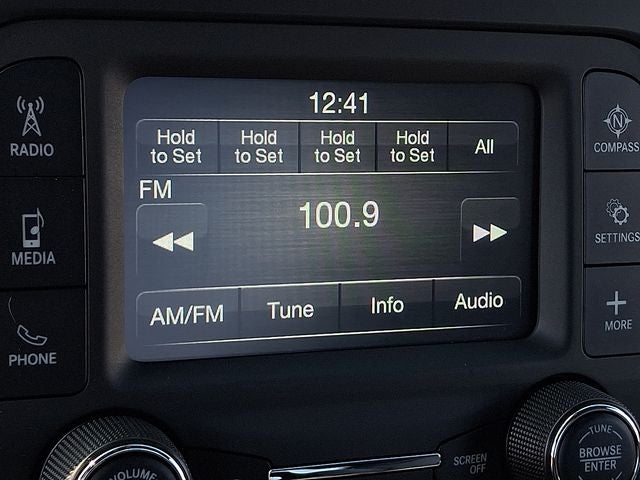 12:41
Hold to Set
Hold to Set
Hold to Set
Hold to Set
All
FM
100.9
AM/FM
Tune
Info
Audio
RADIO
MEDIA
PHONE
N
COMPASS
SETTINGS
MORE
VOLUME
SCREEN OFF
TUNE
BROWSE
ENTER